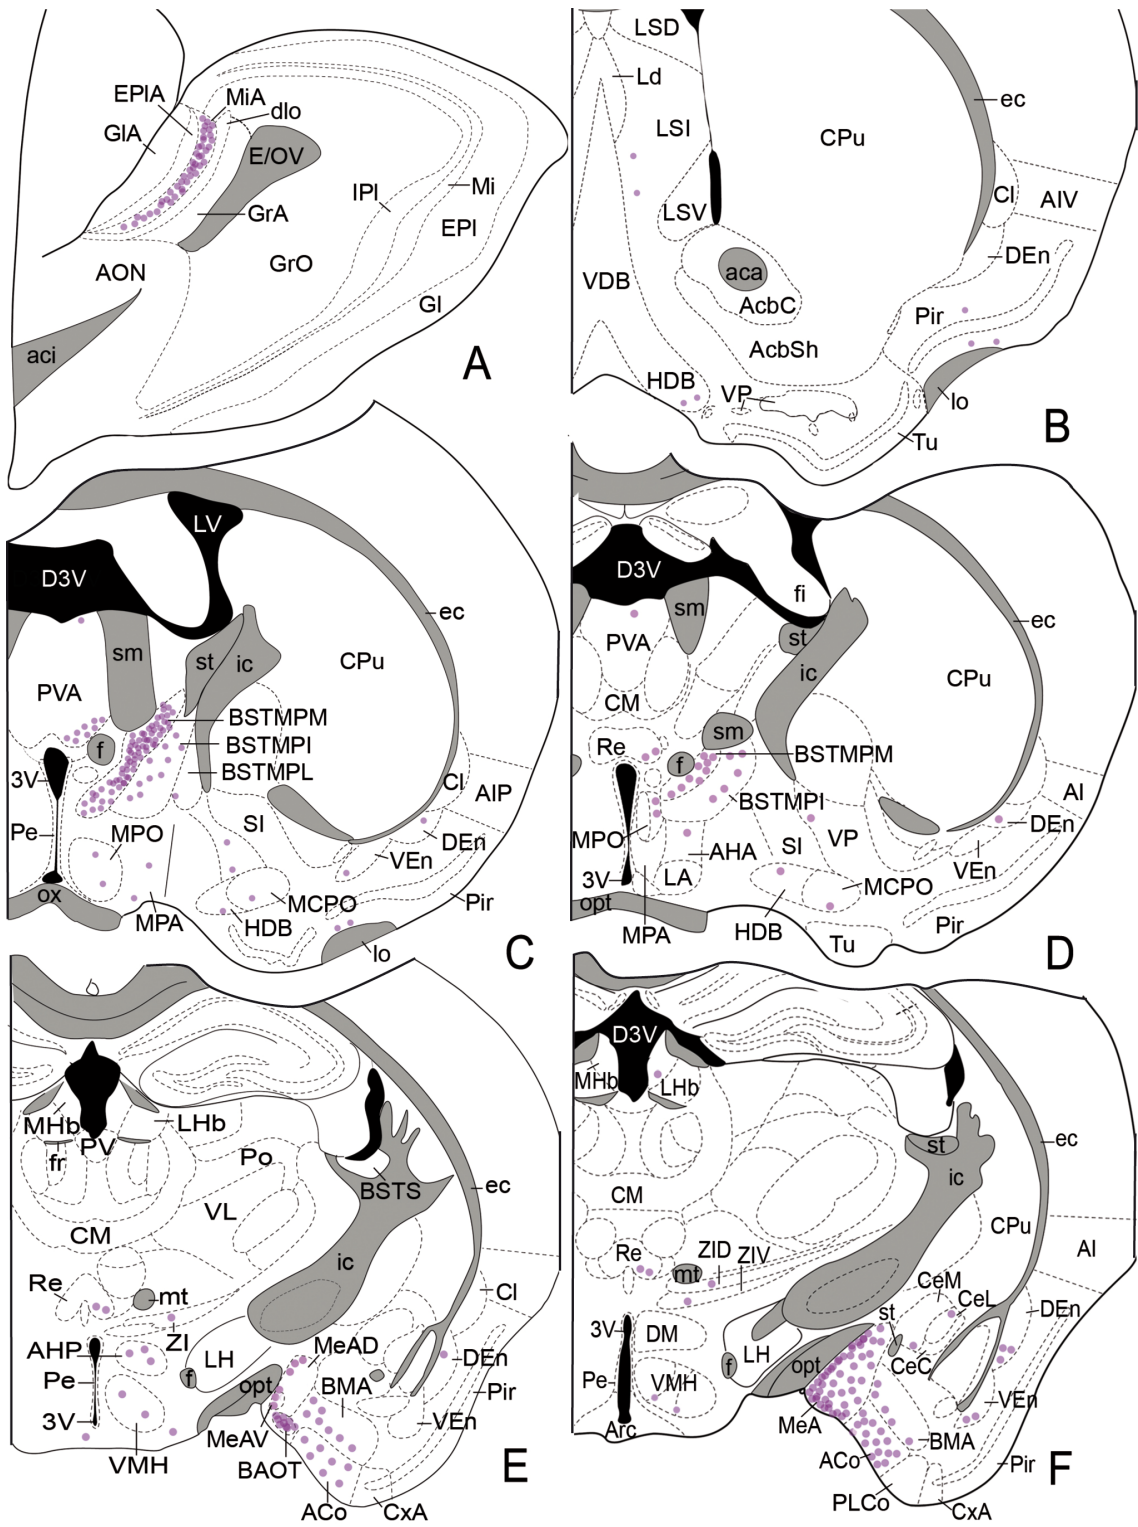 EPlA
MiA
dlo
GlA
E/OV
IPl
Mi
GrA
EPl
AON
GrO
Gl
aci
A
LSD
Ld
ec
LSI
CPu
Cl
AIV
LSV
DEn
aca
VDB
AcbC
Pir
AcbSh
HDB
VP
lo
Tu
B
LV
D3V
ec
sm
st
ic
CPu
PVA
BSTMPM
f
BSTMPI
3V
BSTMPL
Cl
AIP
Pe
MPO
SI
DEn
VEn
ox
MPA
HDB
MCPO
Pir
lo
C
D3V
fi
sm
ec
st
PVA
ic
CPu
CM
sm
Re
f
BSTMPM
AI
BSTMPI
MPO
AHA
SI
VP
DEn
VEn
3V
LA
MCPO
opt
MPA
HDB
Tu
Pir
D
MHb
PV
LHb
fr
Po
BSTS
ec
VL
CM
ic
Re
mt
Cl
ZI
AHP
LH
MeAD
DEn
Pe
f
opt
BMA
Pir
3V
MeAV
VEn
VMH
BAOT
E
ACo
CxA
D3V
MHb
LHb
ec
st
ic
CM
CPu
Re
ZID
ZIV
AI
mt
CeM
CeL
st
DEn
3V
DM
LH
CeC
f
opt
Pe
VMH
VEn
MeA
Arc
BMA
ACo
Pir
F
PLCo
CxA